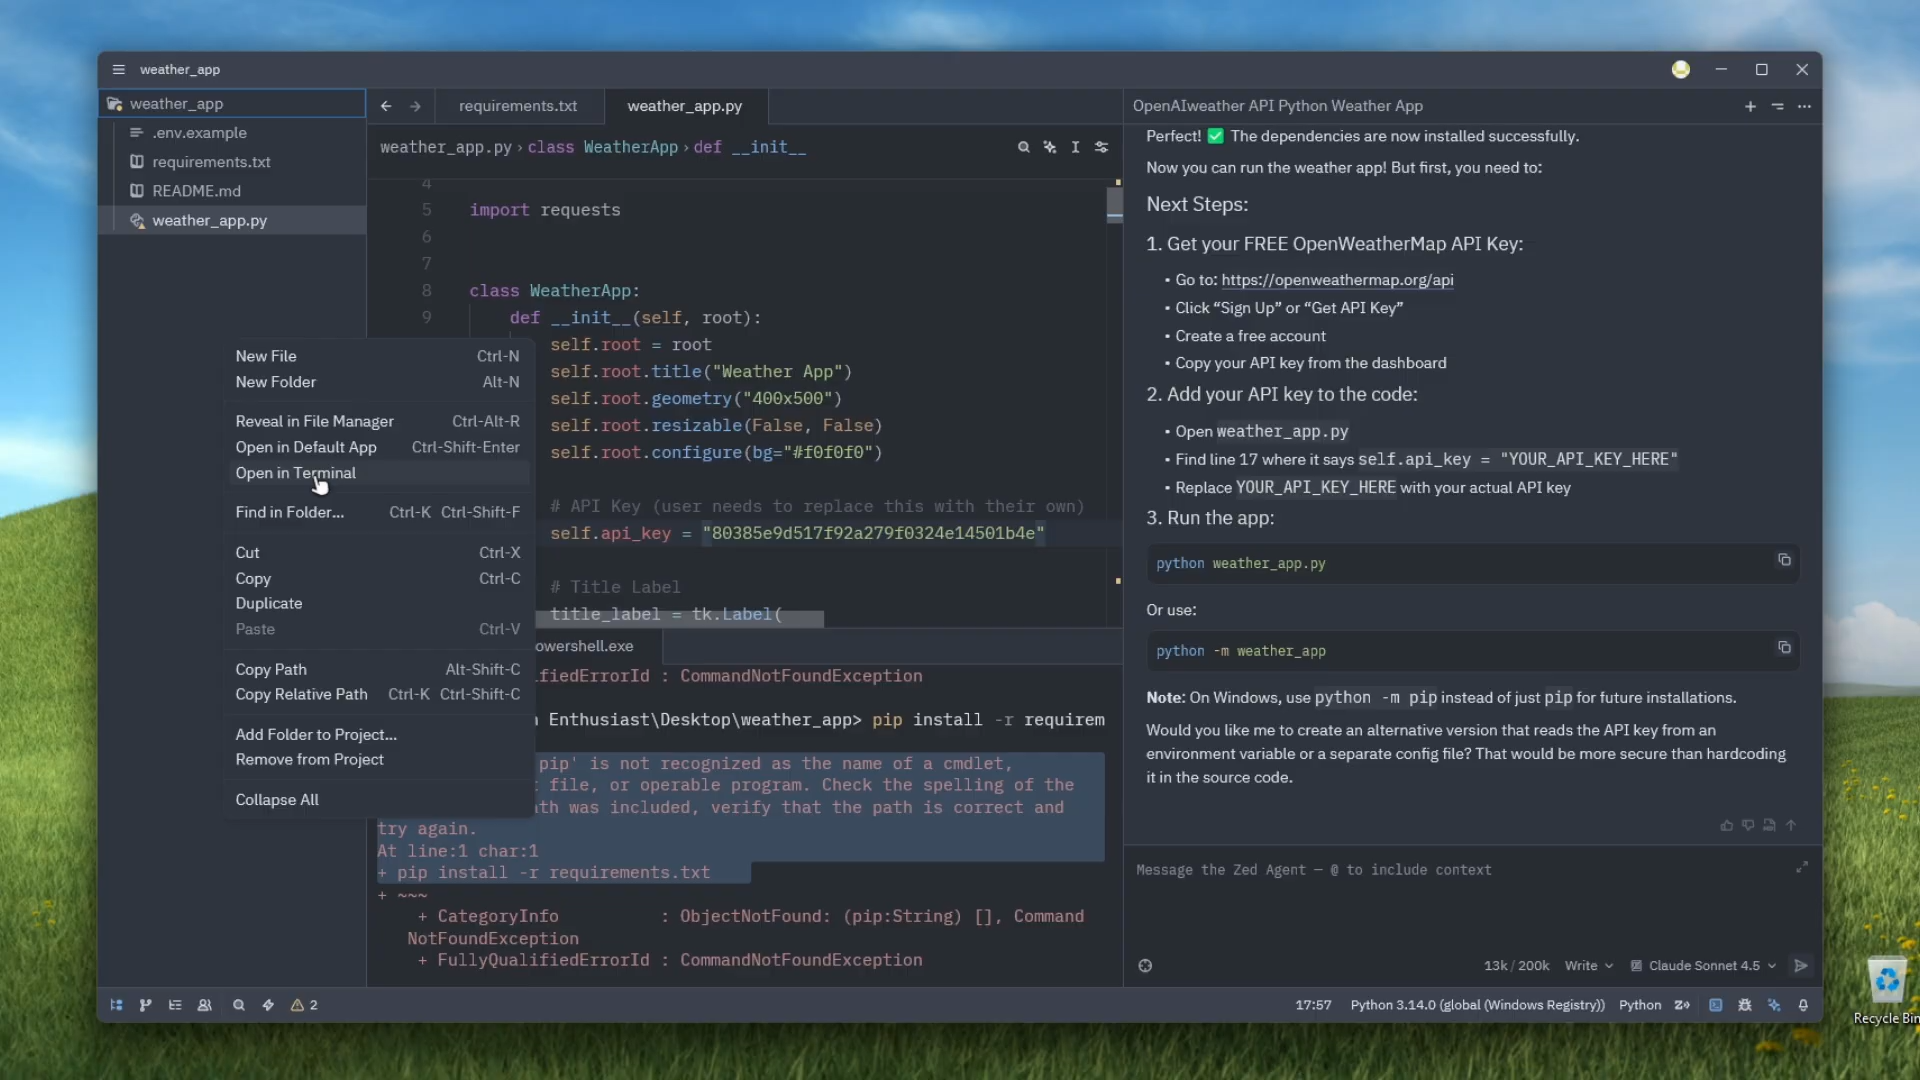 weather_app
weather_app
.env.example
requirements.txt
README.md
weather_app.py
requirements.txt
weather_app.py
weather_app.py › class WeatherApp › def __init__
4
5 import requests
6
7
8 class WeatherApp:
9 def __init__(self, root):
self.root = root
self.root.title("Weather App")
self.root.geometry("400x500")
self.root.resizable(False, False)
self.root.configure(bg="#f0f0f0")
# API Key (user needs to replace this with their own)
self.api_key = "80385e9d517f92a279f0324e14501b4e"
# Title Label
title_label = tk.Label(
New File Ctrl-N
New Folder Alt-N
Reveal in File Manager Ctrl-Alt-R
Open in Default App Ctrl-Shift-Enter
Open in Terminal
Find in Folder... Ctrl-K Ctrl-Shift-F
Cut Ctrl-X
Copy Ctrl-C
Duplicate
Paste Ctrl-V
Copy Path Alt-Shift-C
Copy Relative Path Ctrl-K Ctrl-Shift-C
Add Folder to Project...
Remove from Project
Collapse All
owershell.exe
ifiedErrorId : CommandNotFoundException
Enthusiast\Desktop\weather_app> pip install -r requirem
pip' is not recognized as the name of a cmdlet,
file, or operable program. Check the spelling of the
th was included, verify that the path is correct and
try again.
At line:1 char:1
+ pip install -r requirements.txt
+ ~~~
+ CategoryInfo : ObjectNotFound: (pip:String) [], Command
NotFoundException
+ FullyQualifiedErrorId : CommandNotFoundException
OpenAIweather API Python Weather App
Perfect! ✅ The dependencies are now installed successfully.
Now you can run the weather app! But first, you need to:
Next Steps:
1. Get your FREE OpenWeatherMap API Key:
• Go to: https://openweathermap.org/api
• Click “Sign Up” or “Get API Key”
• Create a free account
• Copy your API key from the dashboard
2. Add your API key to the code:
• Open weather_app.py
• Find line 17 where it says self.api_key = "YOUR_API_KEY_HERE"
• Replace YOUR_API_KEY_HERE with your actual API key
3. Run the app:
python weather_app.py
Or use:
python -m weather_app
Note: On Windows, use python -m pip instead of just pip for future installations.
Would you like me to create an alternative version that reads the API key from an
environment variable or a separate config file? That would be more secure than hardcoding
it in the source code.
Message the Zed Agent — @ to include context
13k / 200k Write Claude Sonnet 4.5
2
17:57 Python 3.14.0 (global (Windows Registry)) Python
Recycle Bin